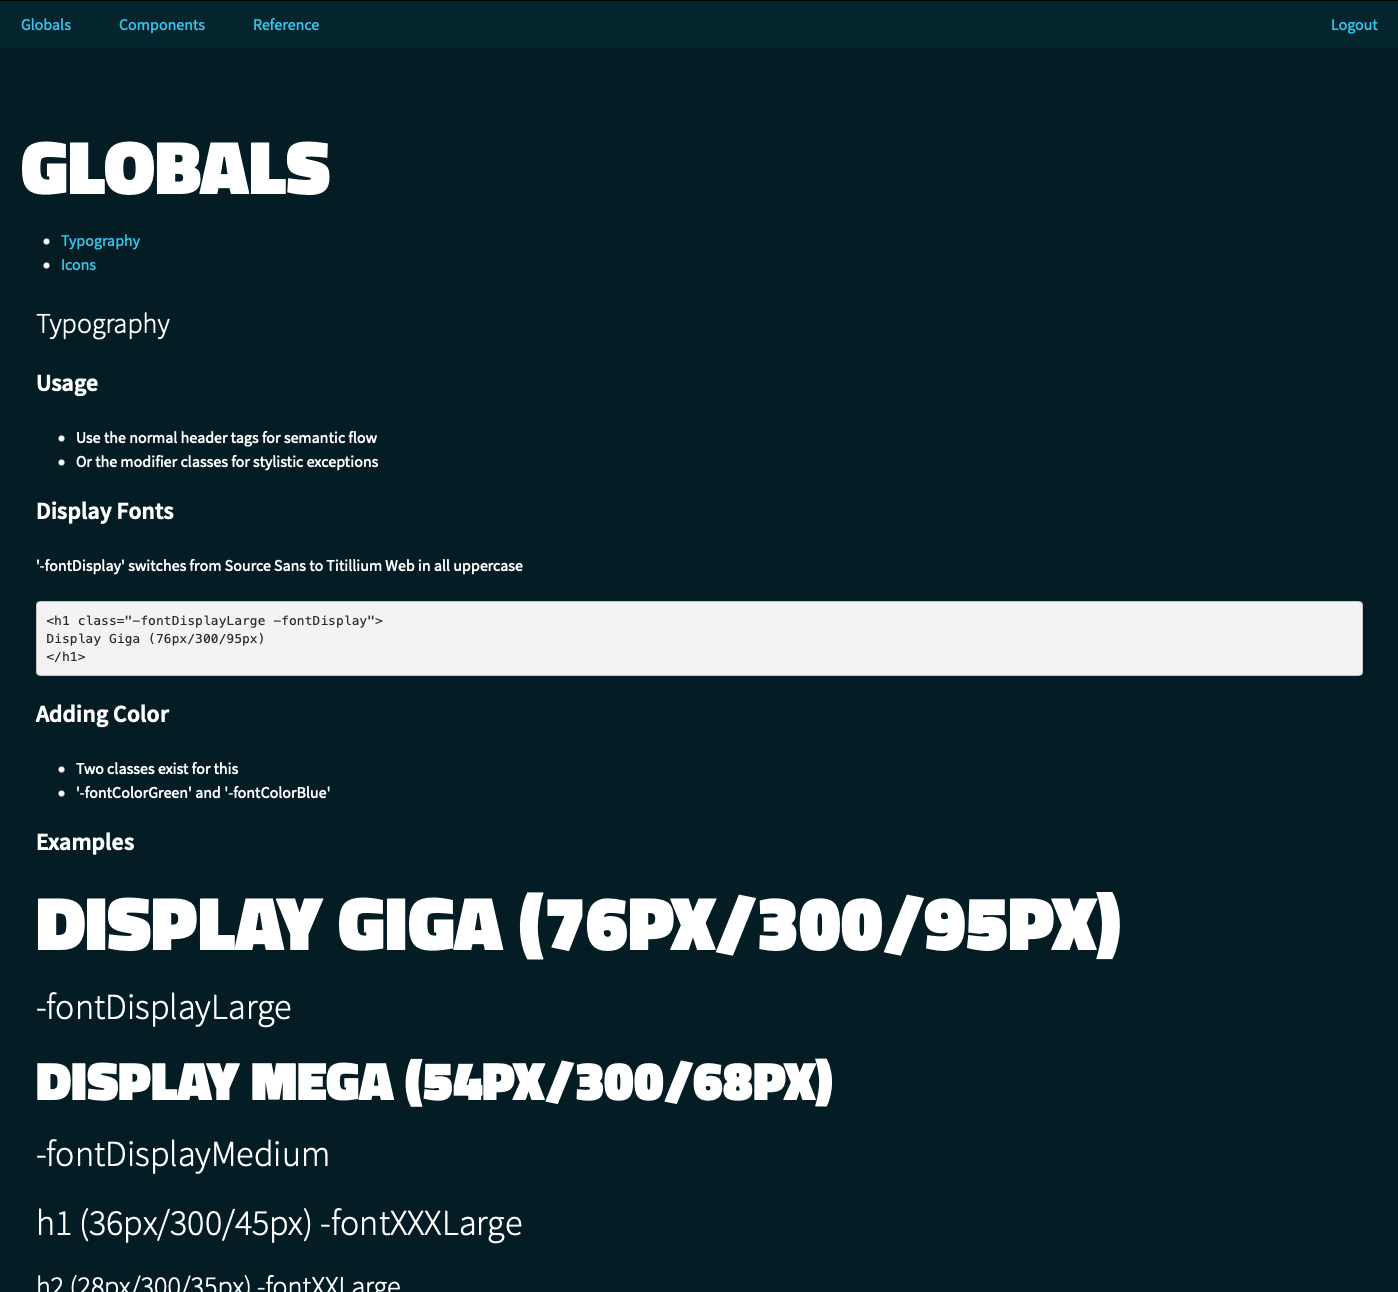 Globals Components Reference Logout
GLOBALS
Typography
Icons
Typography
Usage
Use the normal header tags for semantic flow
Or the modifier classes for stylistic exceptions
Display Fonts
'-fontDisplay' switches from Source Sans to Titillium Web in all uppercase
<h1 class="-fontDisplayLarge -fontDisplay">
Display Giga (76px/300/95px)
</h1>
Adding Color
Two classes exist for this
'-fontColorGreen' and '-fontColorBlue'
Examples
DISPLAY GIGA (76PX/300/95PX)
-fontDisplayLarge
DISPLAY MEGA (54PX/300/68PX)
-fontDisplayMedium
h1 (36px/300/45px) -fontXXXLarge
h2 (28px/300/35px) -fontXXLarge